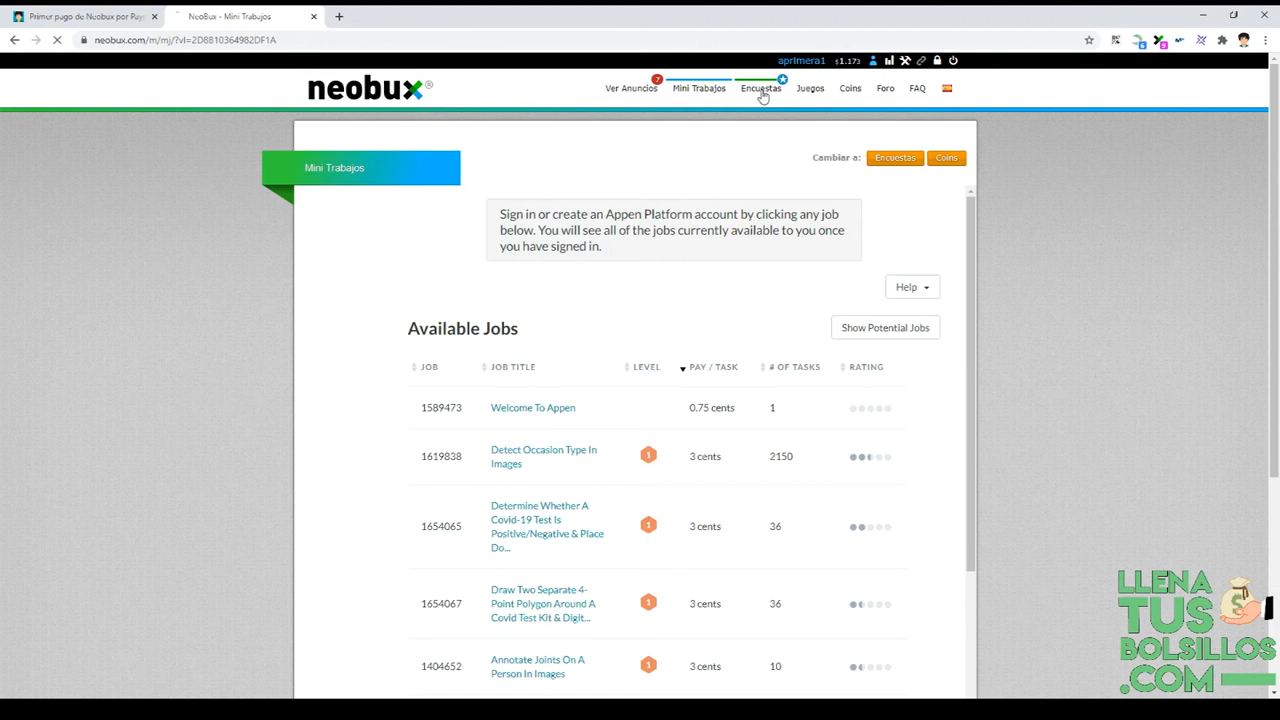 Primer pago de Neobux por Payp
NeoBux - Mini Trabajos
neobux.com/m/mj/?vl=2D8B10364982DF1A
6
9
apr1mera1 $1.173
neobux®
Ver Anuncios 7 Mini Trabajos Encuestas Juegos Coins Foro FAQ
Mini Trabajos
Cambiar a: Encuestas Coins
Sign in or create an Appen Platform account by clicking any job
below. You will see all of the jobs currently available to you once
you have signed in.
Help
Available Jobs
Show Potential Jobs
JOB JOB TITLE LEVEL PAY / TASK # OF TASKS RATING
1589473 Welcome To Appen 0.75 cents 1
1619838 Detect Occasion Type In
Images 1 3 cents 2150
1654065 Determine Whether A
Covid-19 Test Is
Positive/Negative & Place
Do... 1 3 cents 36
1654067 Draw Two Separate 4-
Point Polygon Around A
Covid Test Kit & Digit... 1 3 cents 36
1404652 Annotate Joints On A
Person In Images 1 3 cents 10
LLENA
TUS
BOLSILLOS
.COM